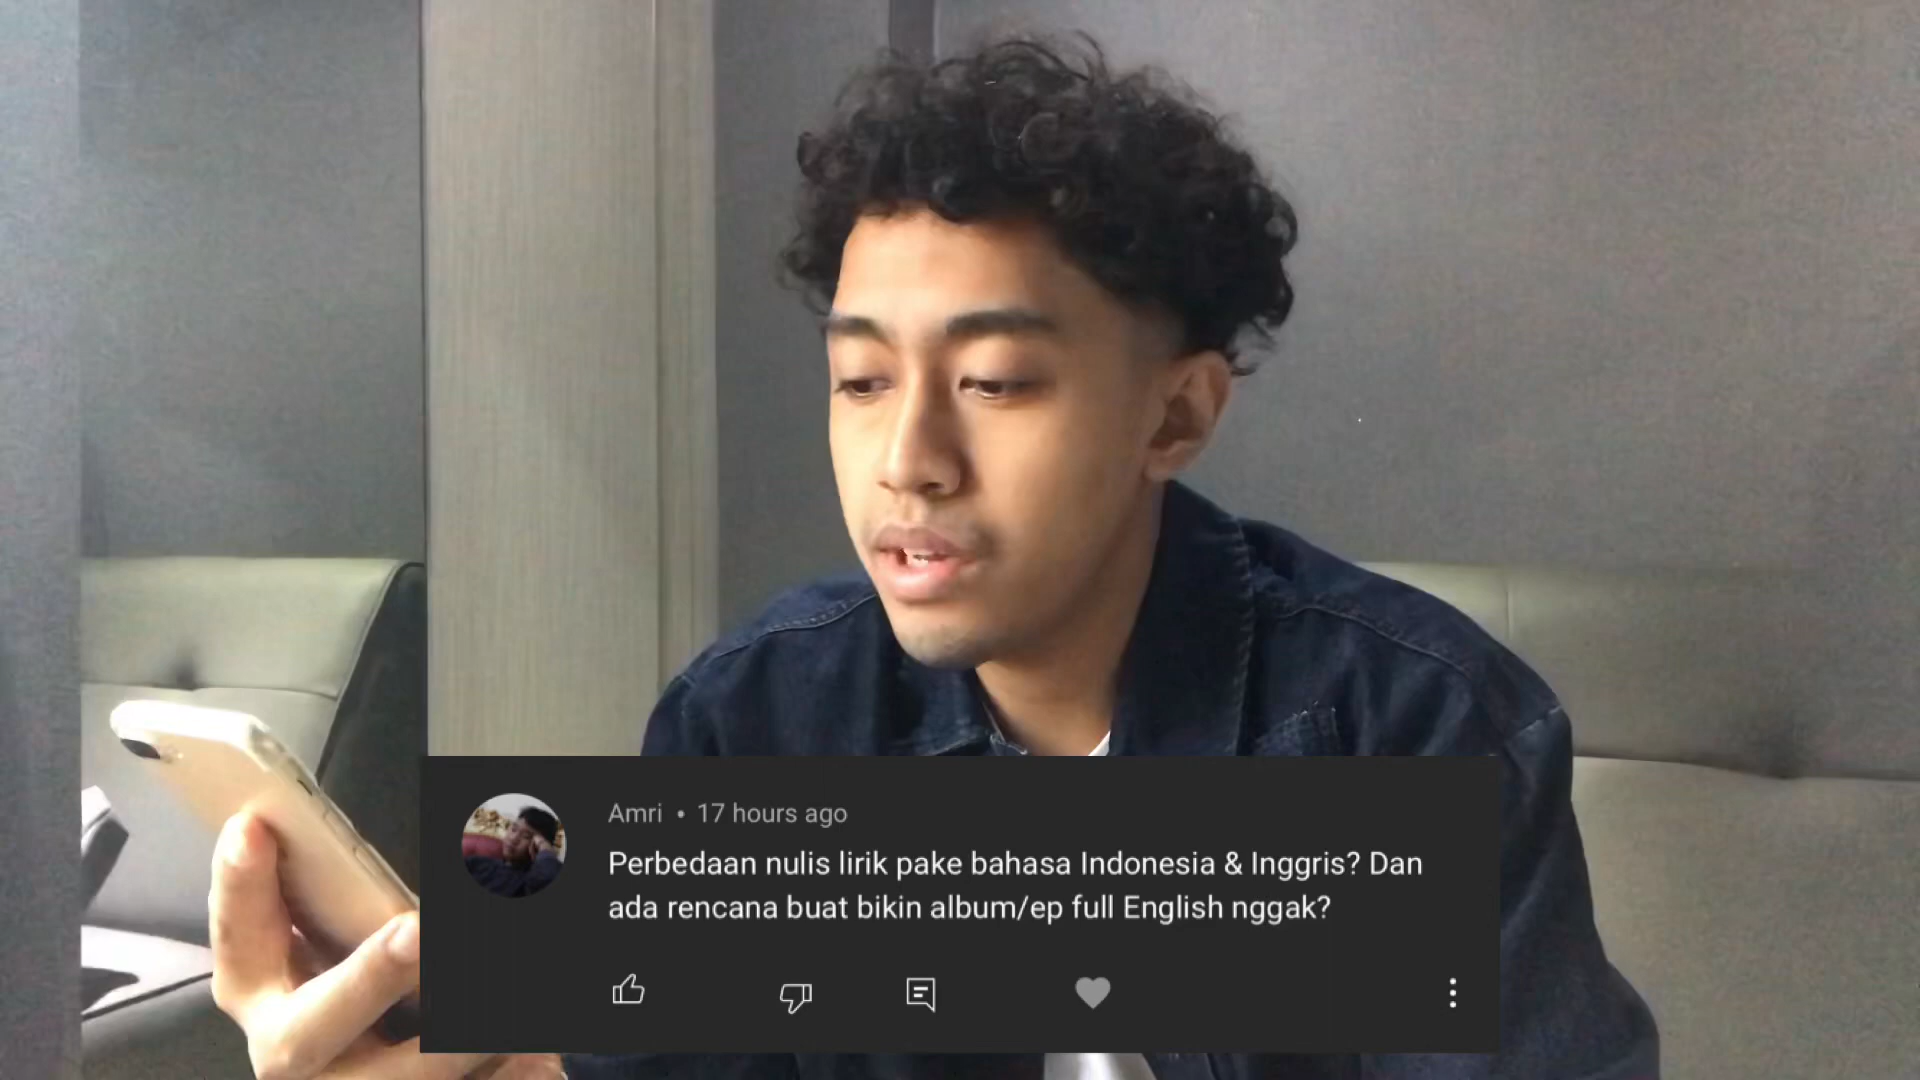 Amri • 17 hours ago
Perbedaan nulis lirik pake bahasa Indonesia & Inggris? Dan
ada rencana buat bikin album/ep full English nggak?